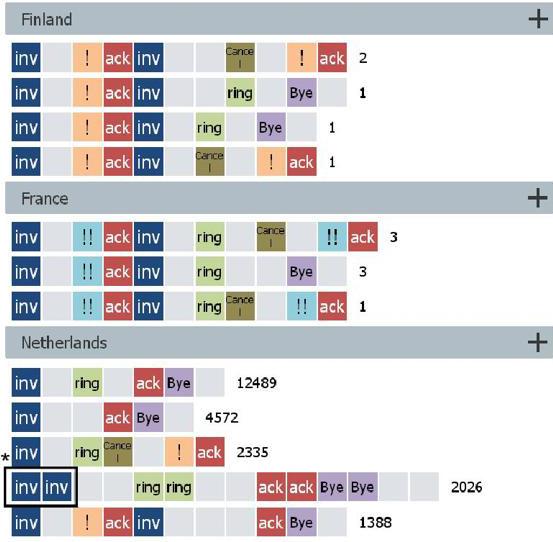 Finland +
inv ! ack inv Cancel ! ack 2
inv ! ack inv ring Bye 1
inv ! ack inv ring Bye 1
inv ! ack inv Cancel ! ack 1
France +
inv !! ack inv ring Cancel !! ack 3
inv !! ack inv ring Bye 3
inv !! ack inv ring Cancel !! ack 1
Netherlands +
inv ring ack Bye 12489
inv ack Bye 4572
* inv ring Cancel ! ack 2335
inv inv ring ring ack ack Bye Bye 2026
inv ! ack inv ack Bye 1388